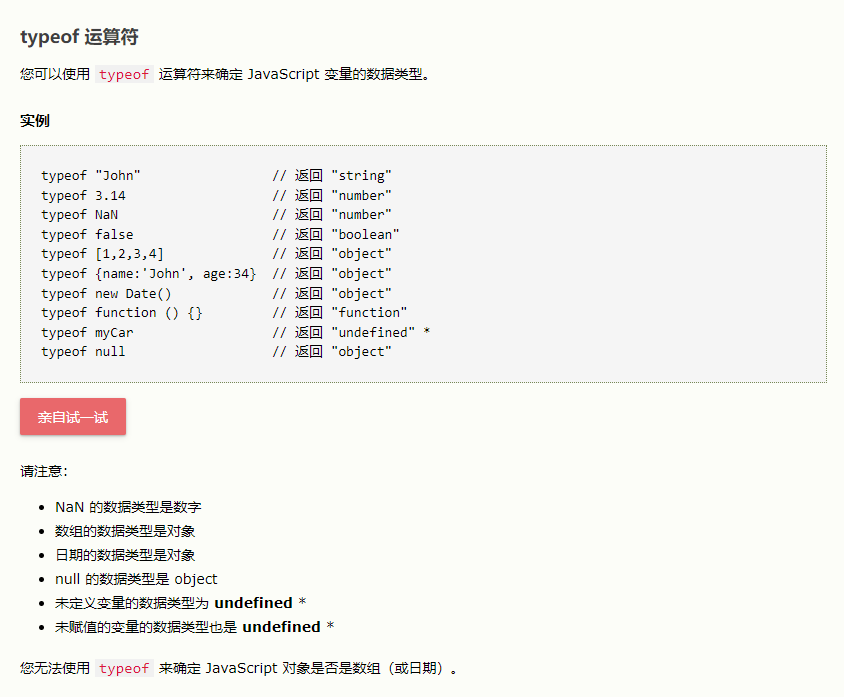 typeof 运算符
您可以使用 typeof 运算符来确定 JavaScript 变量的数据类型。
实例
typeof "John"                 // 返回 "string"
typeof 3.14                   // 返回 "number"
typeof NaN                    // 返回 "number"
typeof false                  // 返回 "boolean"
typeof [1,2,3,4]              // 返回 "object"
typeof {name:'John', age:34}  // 返回 "object"
typeof new Date()             // 返回 "object"
typeof function () {}         // 返回 "function"
typeof myCar                  // 返回 "undefined" *
typeof null                   // 返回 "object"
亲自试一试
请注意：
• NaN 的数据类型是数字
• 数组的数据类型是对象
• 日期的数据类型是对象
• null 的数据类型是 object
• 未定义变量的数据类型为 undefined *
• 未赋值的变量的数据类型也是 undefined *
您无法使用 typeof 来确定 JavaScript 对象是否是数组（或日期）。